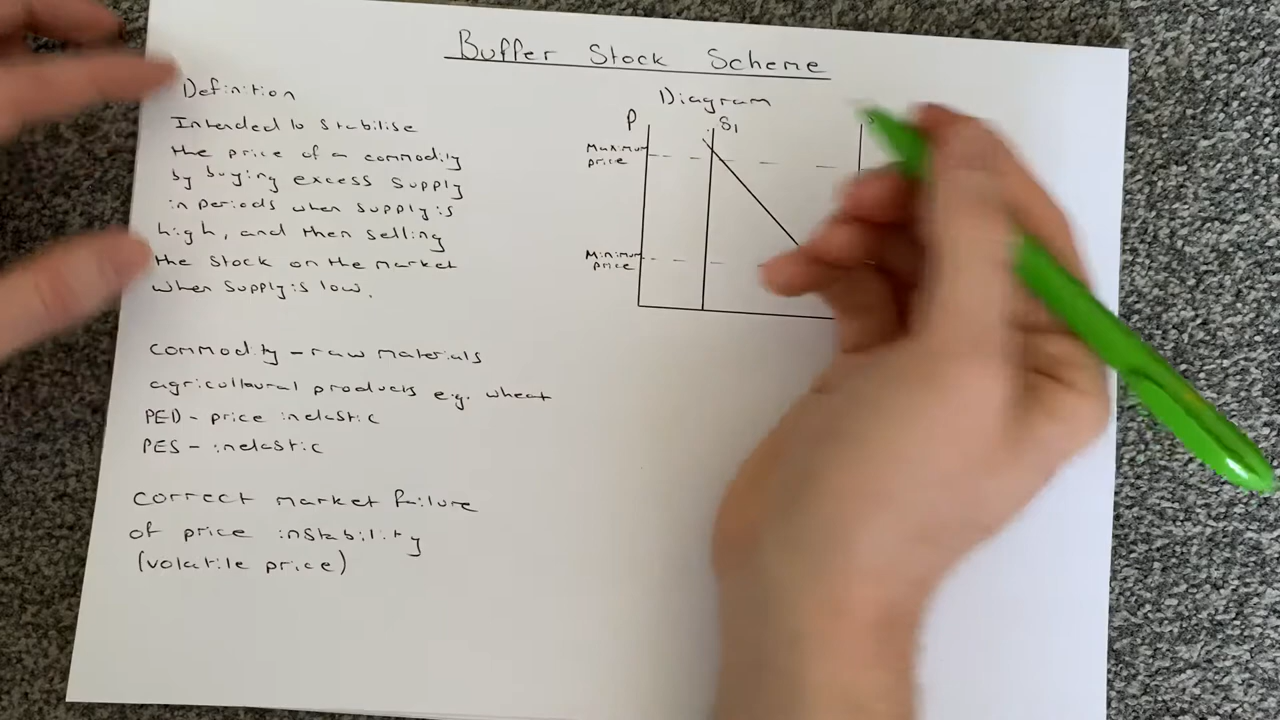 Buffer Stock Scheme
Definition
Intended to stabilise
the price of a commodity
by buying excess supply
in periods when supply is
high, and then selling
the stock on the market
when supply is low.
commodity - raw materials
agricultaural products e.g. wheat
PED - price inelastic
PES - inelastic
correct market failure
of price instability
(volatile price)
Diagram
P
S1
Maximum
price
Minimum
price